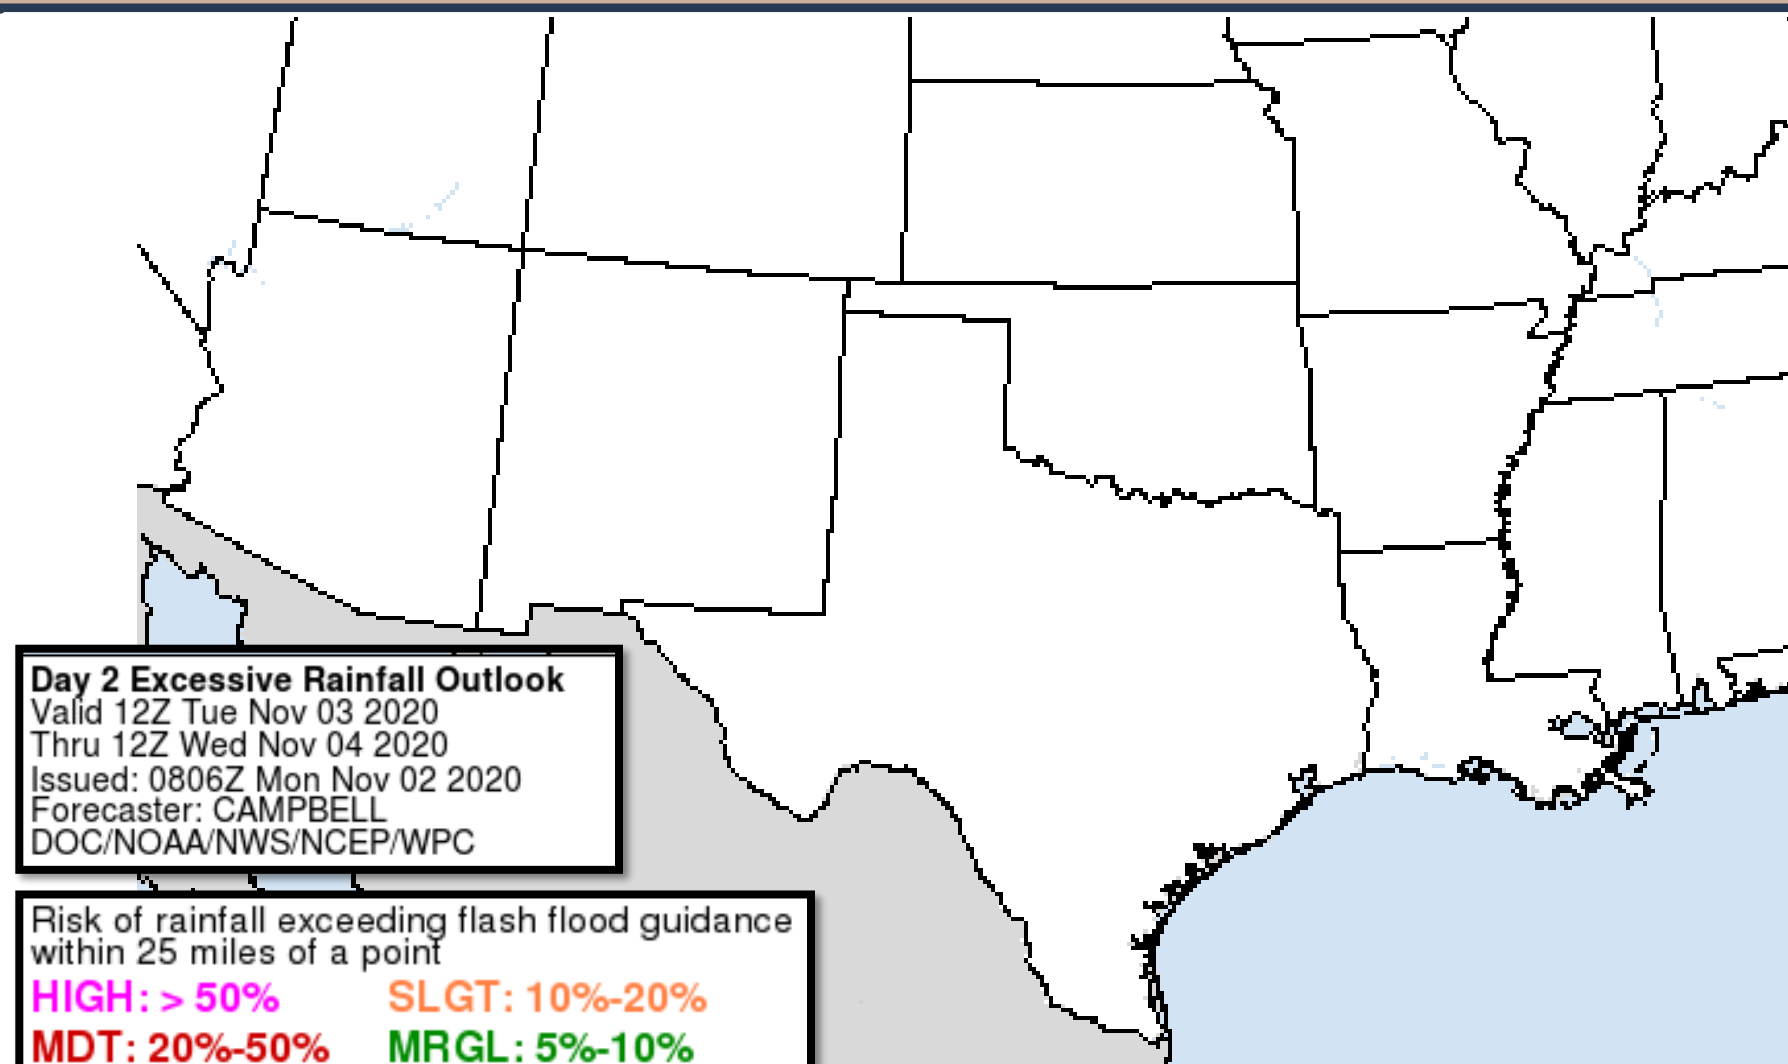 Day 2 Excessive Rainfall Outlook
Valid 12Z Tue Nov 03 2020
Thru 12Z Wed Nov 04 2020
Issued: 0806Z Mon Nov 02 2020
Forecaster: CAMPBELL
DOC/NOAA/NWS/NCEP/WPC
Risk of rainfall exceeding flash flood guidance
within 25 miles of a point
HIGH: > 50% SLGT: 10%-20%
MDT: 20%-50% MRGL: 5%-10%